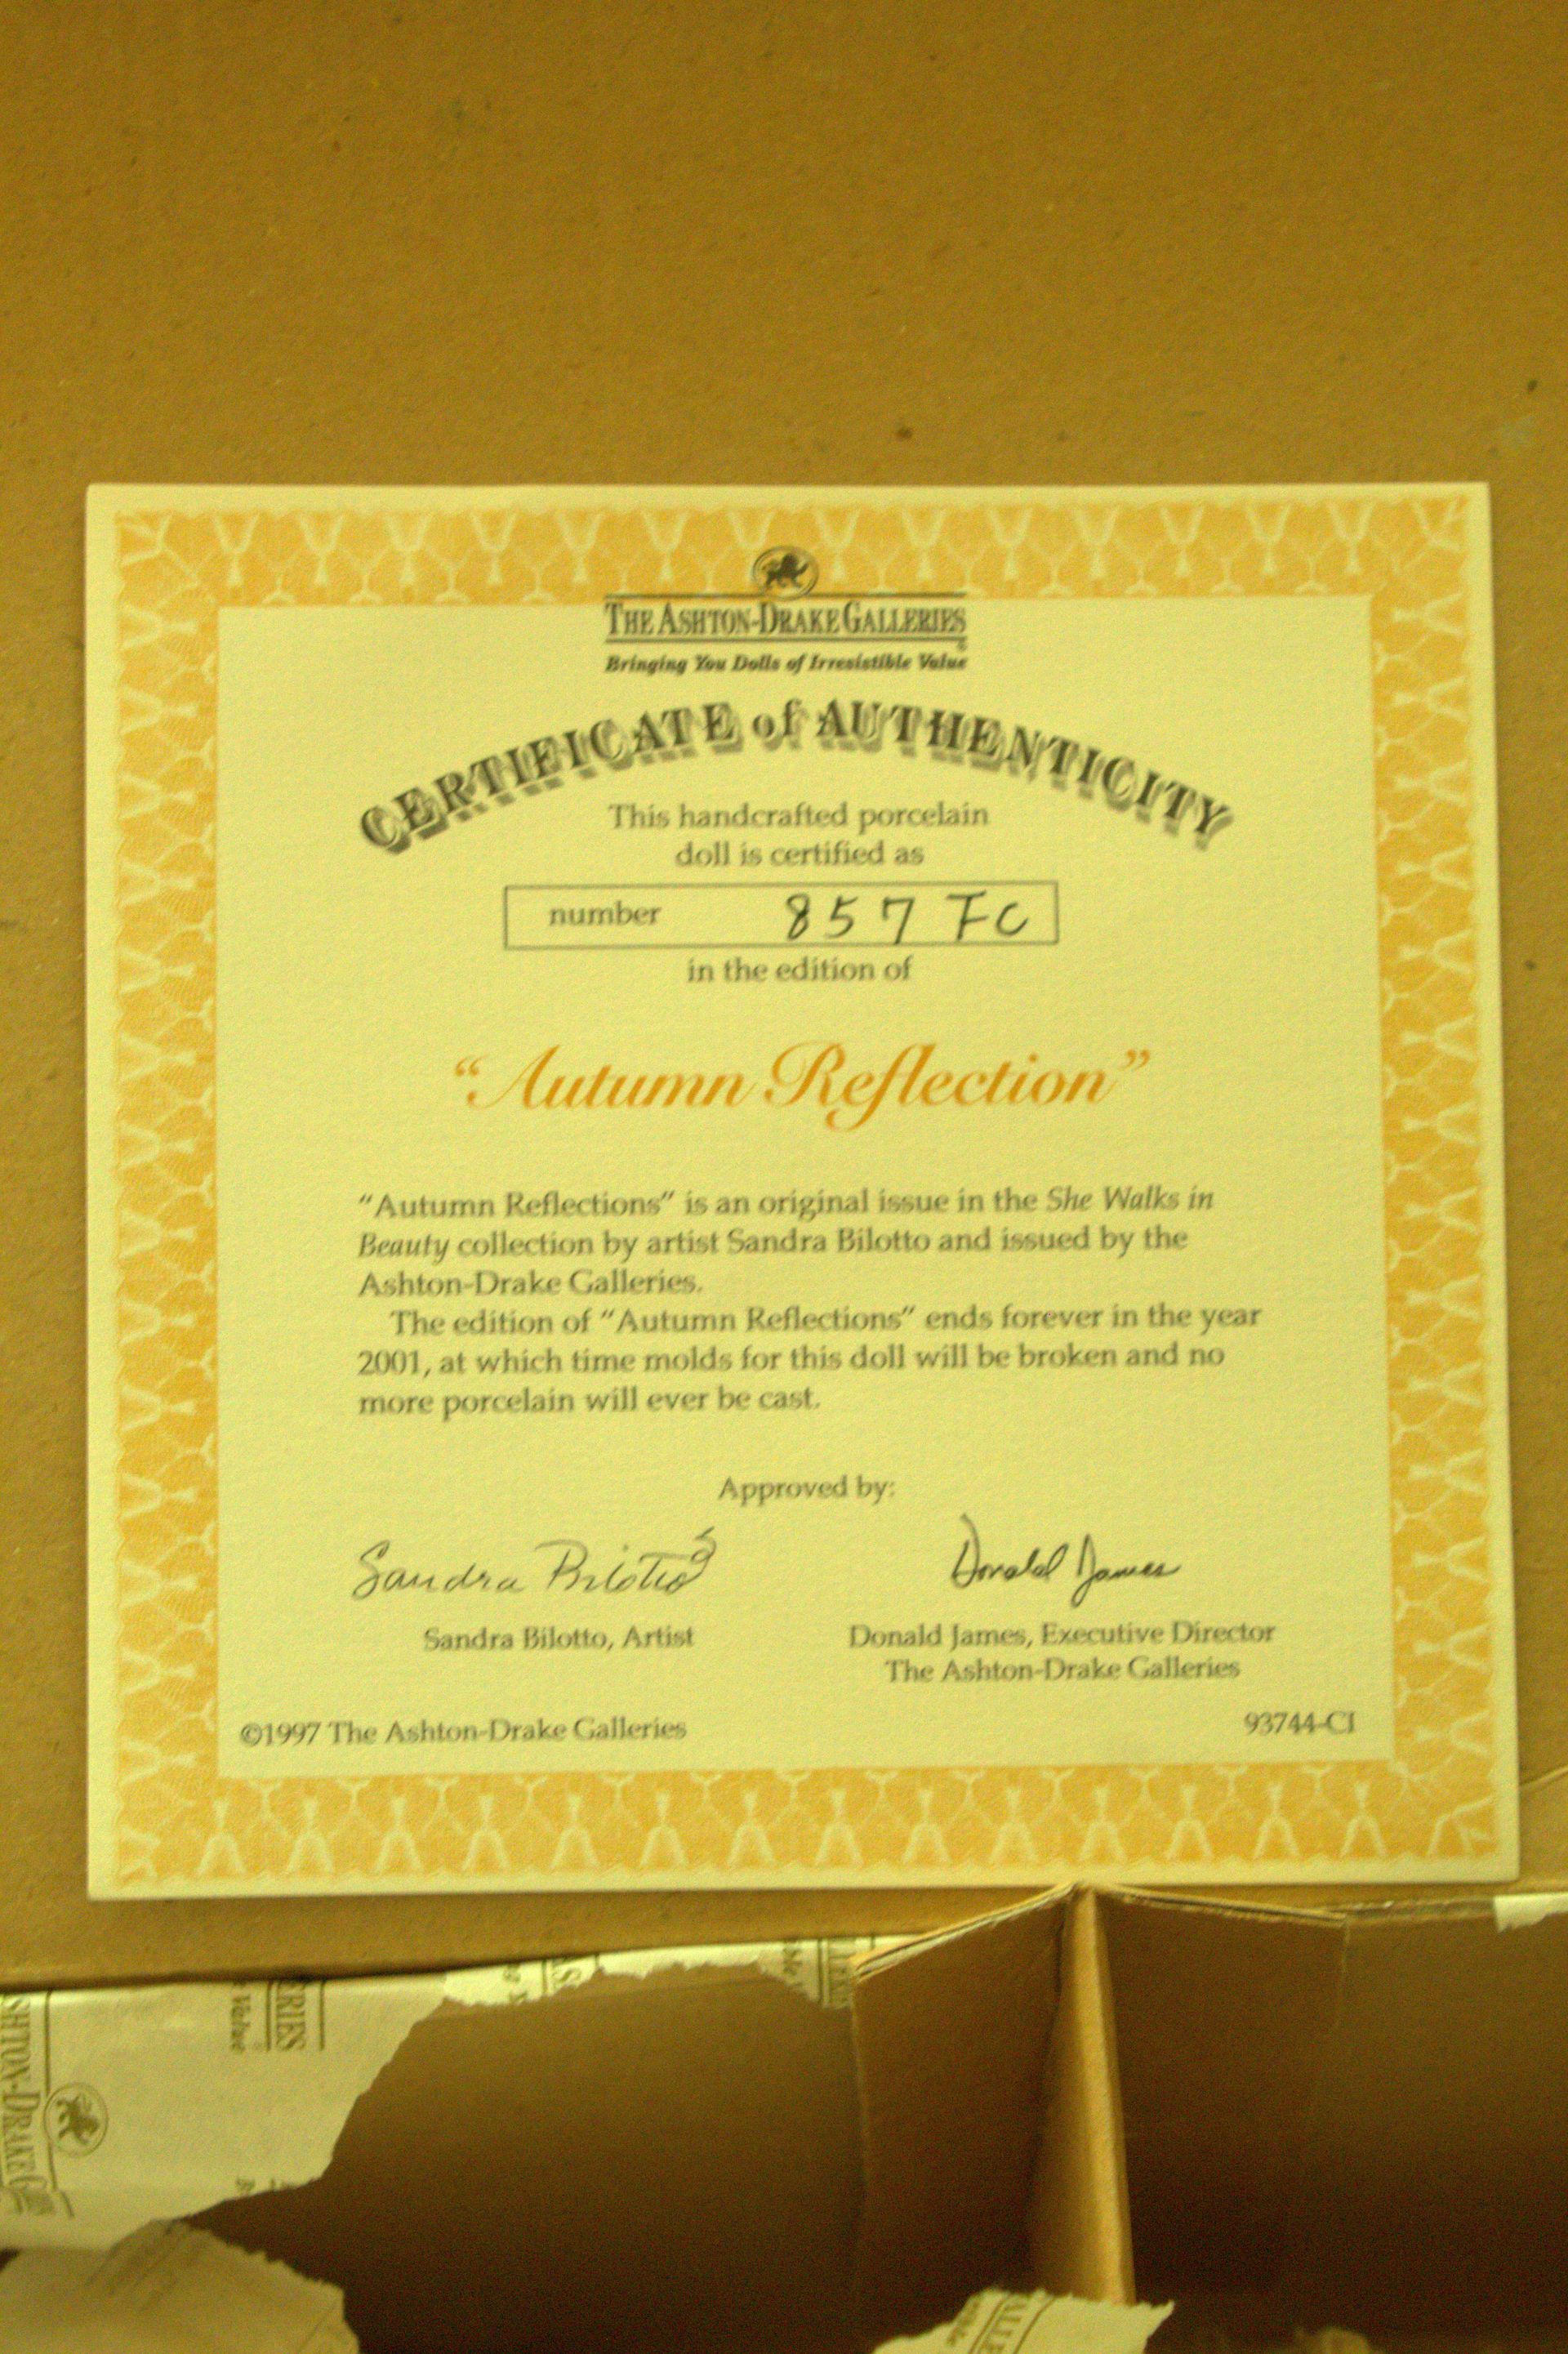 THE ASHTON-DRAKE GALLERIES
Bringing You Dolls of Irresistible Value
CERTIFICATE of AUTHENTICITY
This handcrafted porcelain
doll is certified as
number 857 FC
in the edition of
"Autumn Reflection"
"Autumn Reflections" is an original issue in the She Walks in
Beauty collection by artist Sandra Bilotto and issued by the
Ashton-Drake Galleries.
The edition of "Autumn Reflections" ends forever in the year
2001, at which time molds for this doll will be broken and no
more porcelain will ever be cast.
Approved by:
Sandra Bilotto
Donald James
Sandra Bilotto, Artist
Donald James, Executive Director
The Ashton-Drake Galleries
©1997 The Ashton-Drake Galleries
93744-CI
ERIES
Value
SHTON-DRAKE G